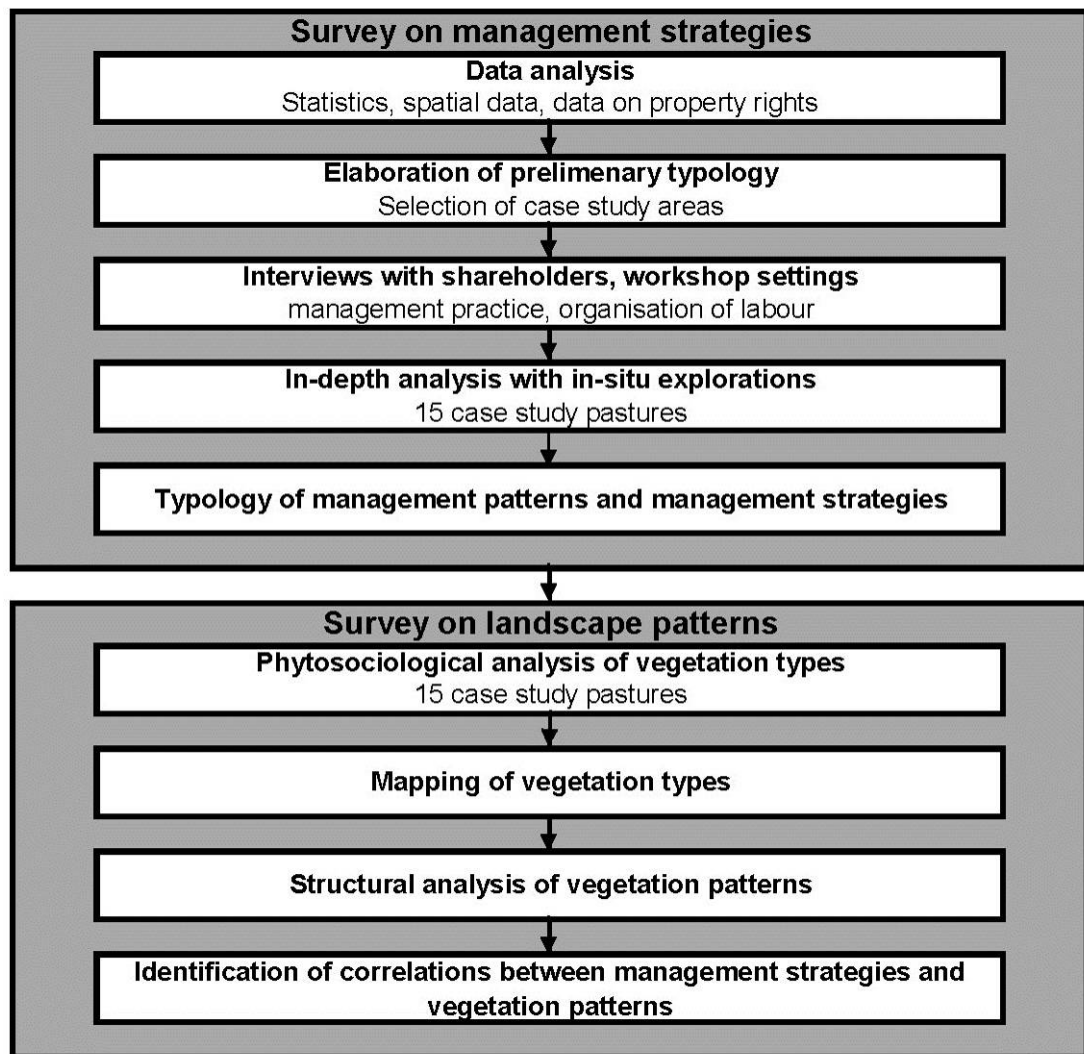 Survey on management strategies
Data analysis
Statistics, spatial data, data on property rights
Elaboration of prelimenary typology
Selection of case study areas
Interviews with shareholders, workshop settings
management practice, organisation of labour
In-depth analysis with in-situ explorations
15 case study pastures
Typology of management patterns and management strategies
Survey on landscape patterns
Phytosociological analysis of vegetation types
15 case study pastures
Mapping of vegetation types
Structural analysis of vegetation patterns
Identification of correlations between management strategies and
vegetation patterns